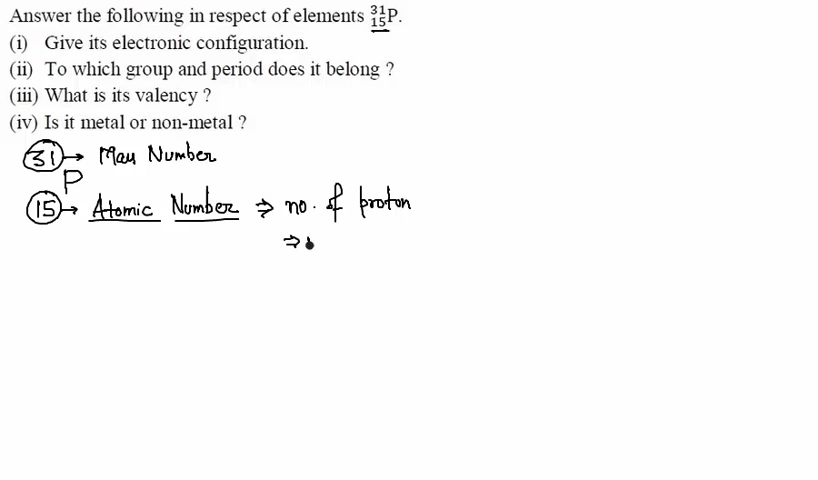 Answer the following in respect of elements ³¹₁₅P.
(i) Give its electronic configuration.
(ii) To which group and period does it belong ?
(iii) What is its valency ?
(iv) Is it metal or non-metal ?
31 → Mass Number
P
15 → Atomic Number ⇒ no. of proton
⇒